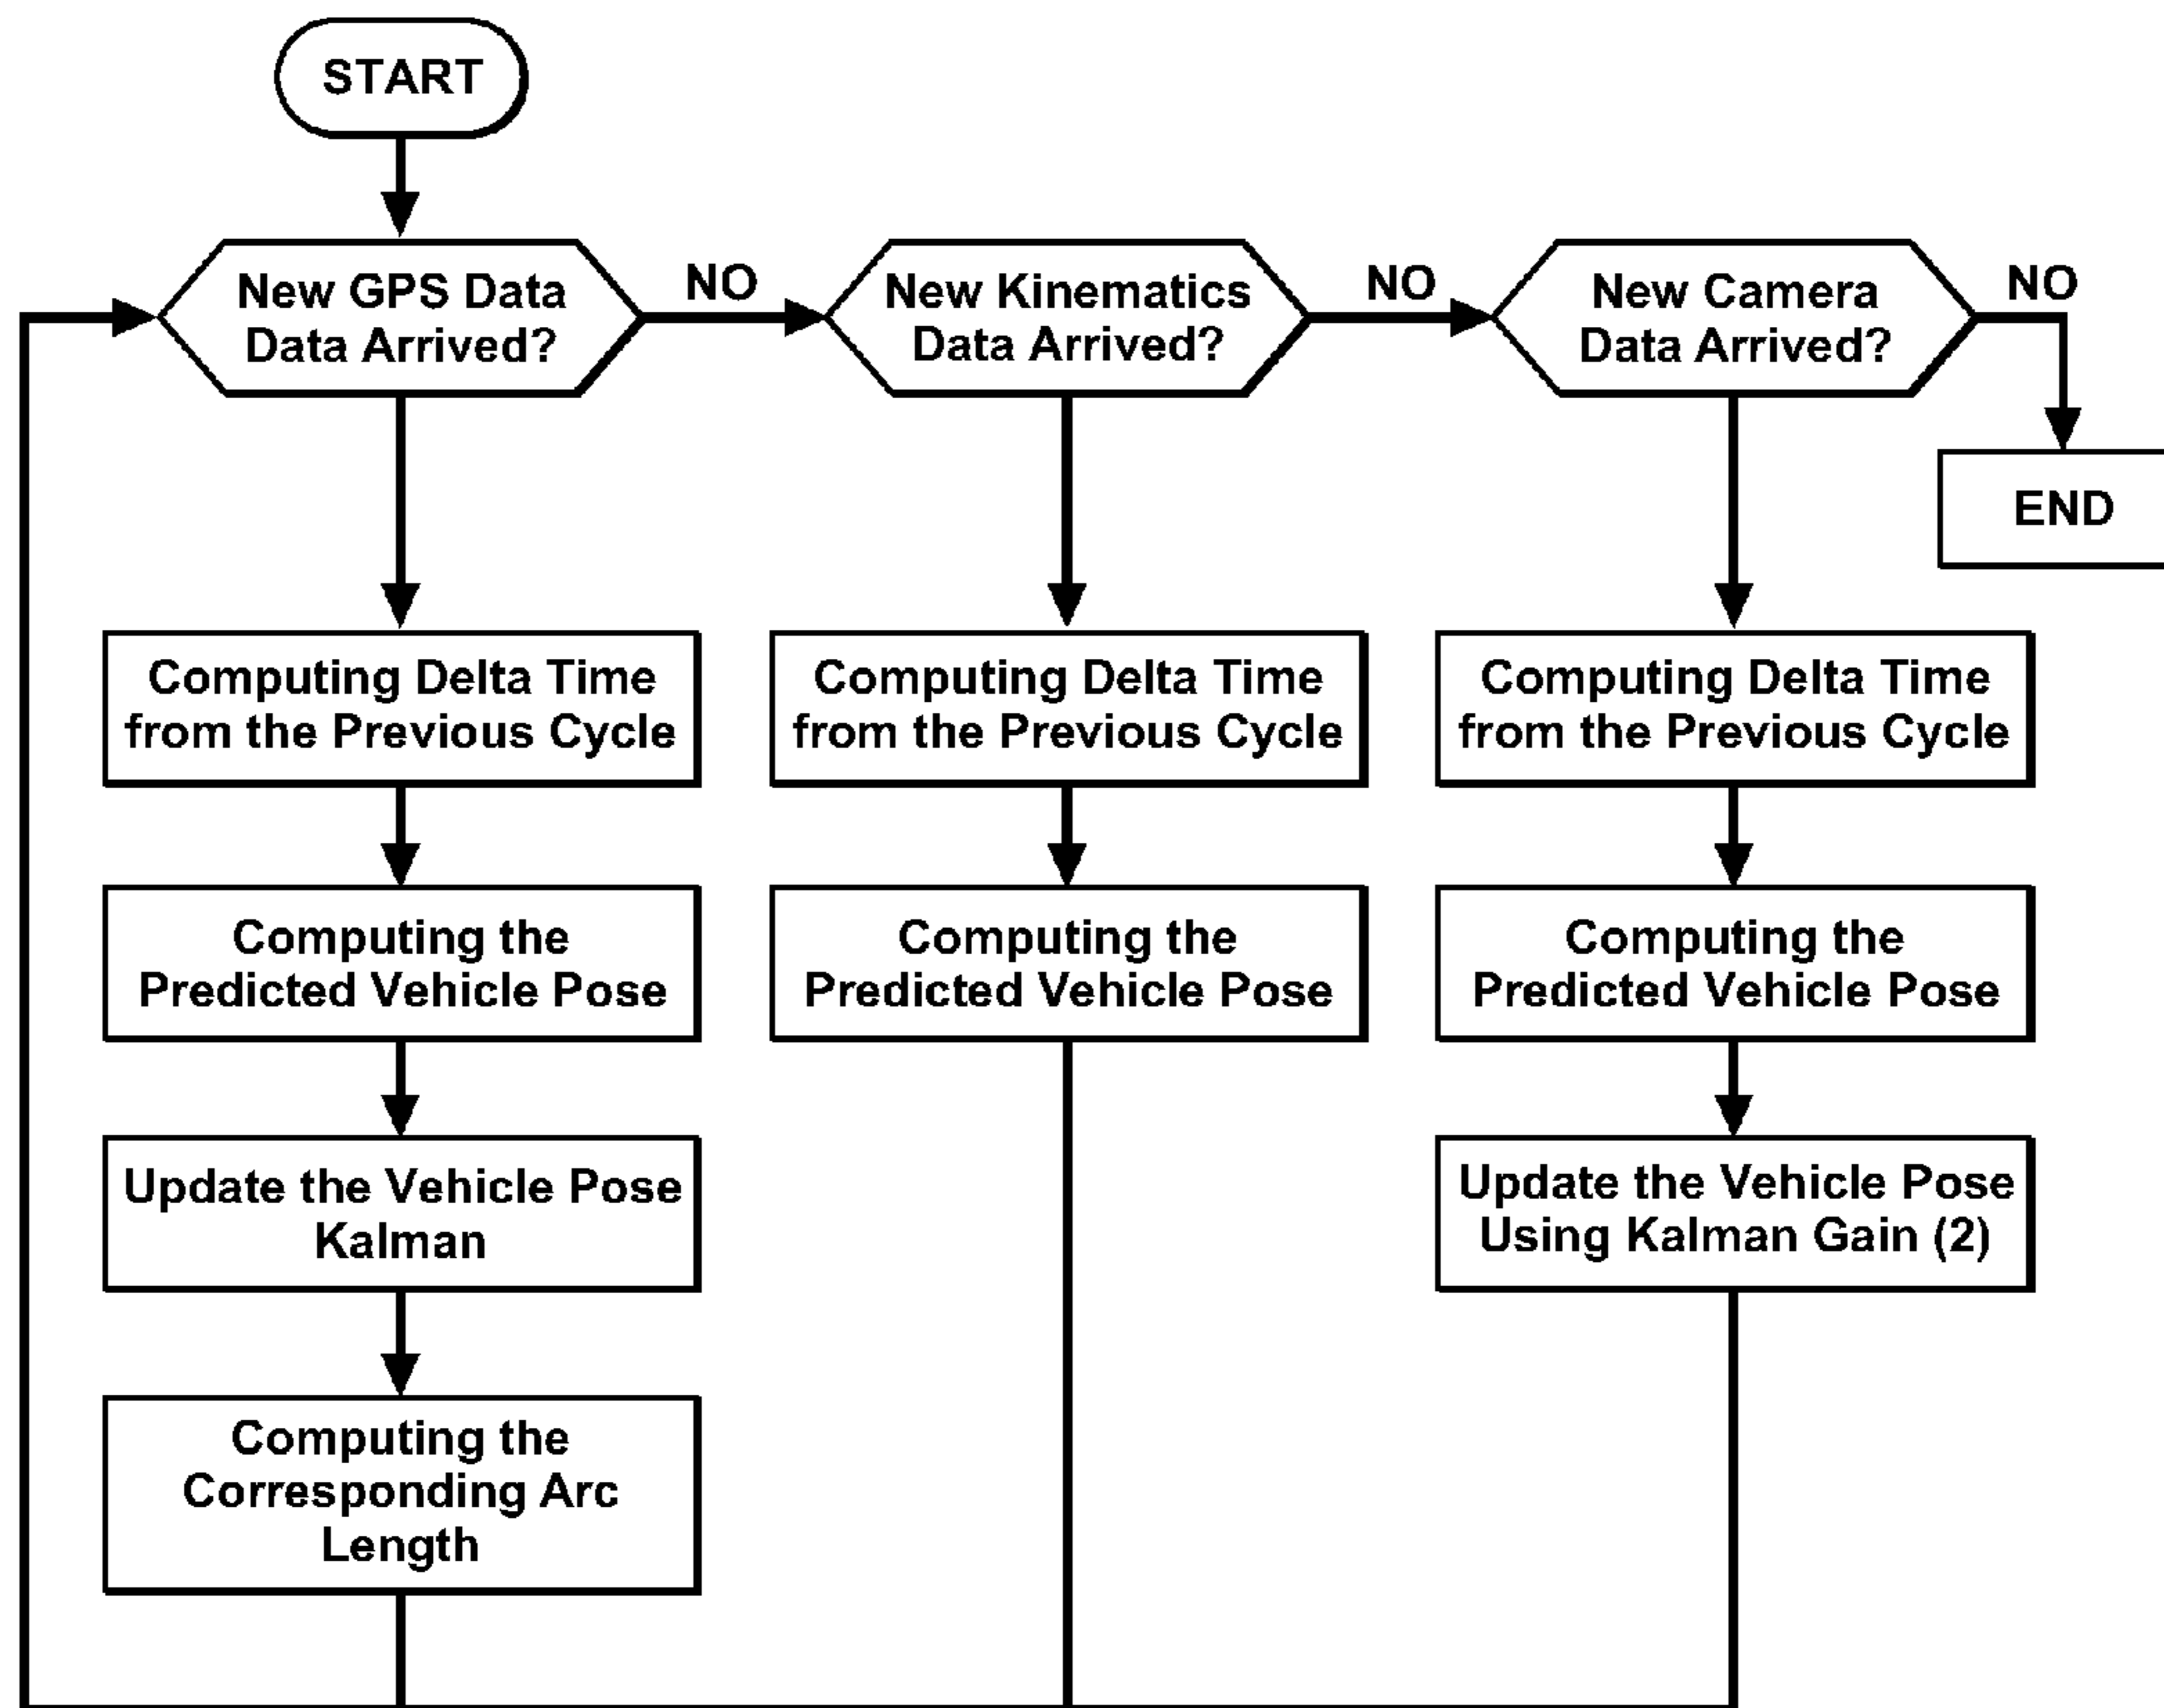 START
New GPS Data
Data Arrived?
NO
New Kinematics
Data Arrived?
NO
New Camera
Data Arrived?
NO
END
Computing Delta Time
from the Previous Cycle
Computing Delta Time
from the Previous Cycle
Computing Delta Time
from the Previous Cycle
Computing the
Predicted Vehicle Pose
Computing the
Predicted Vehicle Pose
Computing the
Predicted Vehicle Pose
Update the Vehicle Pose
Kalman
Update the Vehicle Pose
Using Kalman Gain (2)
Computing the
Corresponding Arc
Length